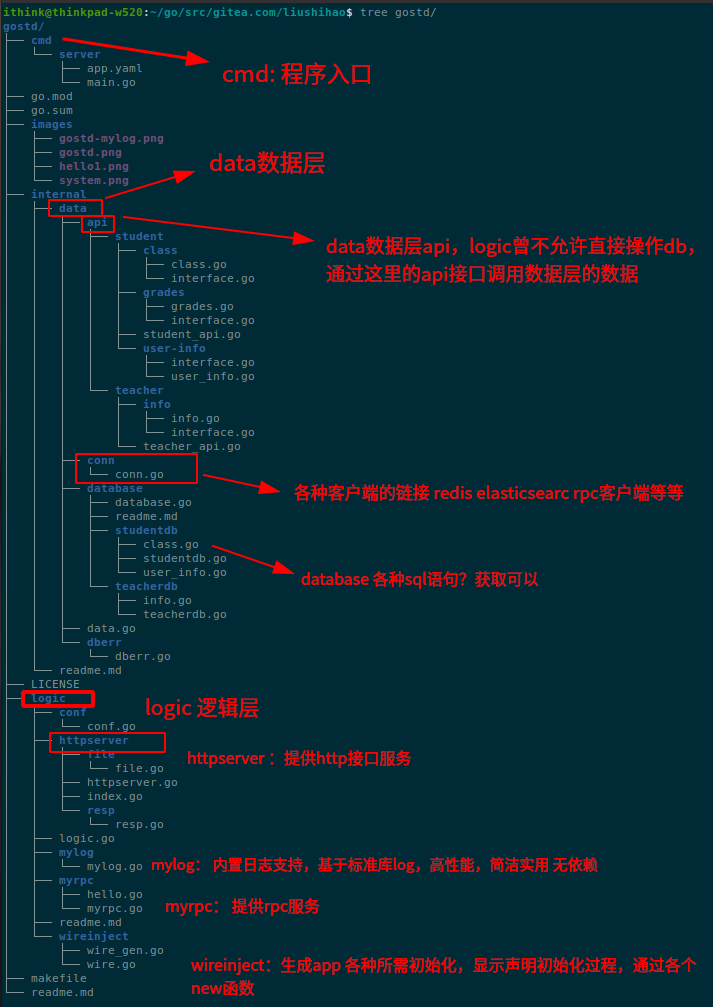 ithink@thinkpad-w520:~/go/src/gitea.com/liushihao$ tree gostd/
gostd/
├── cmd
│   └── server
│       ├── app.yaml
│       └── main.go
cmd: 程序入口
├── go.mod
├── go.sum
├── images
│   ├── gostd-mylog.png
│   ├── gostd.png
│   ├── hello1.png
│   └── system.png
data数据层
├── internal
│   ├── data
│   │   ├── api
│   │   │   ├── student
│   │   │   │   ├── class
│   │   │   │   │   ├── class.go
│   │   │   │   │   └── interface.go
data数据层api，logic曾不允许直接操作db，
通过这里的api接口调用数据层的数据
│   │   │   │   ├── grades
│   │   │   │   │   ├── grades.go
│   │   │   │   │   └── interface.go
│   │   │   │   ├── student_api.go
│   │   │   │   └── user-info
│   │   │   │       ├── interface.go
│   │   │   │       └── user_info.go
│   │   │   └── teacher
│   │   │       ├── info
│   │   │       │   ├── info.go
│   │   │       │   └── interface.go
│   │   │       └── teacher_api.go
│   │   ├── conn
│   │   │   └── conn.go
各种客户端的链接 redis elasticsearc rpc客户端等等
│   │   ├── database
│   │   │   ├── database.go
│   │   │   ├── readme.md
│   │   │   ├── studentdb
│   │   │   │   ├── class.go
│   │   │   │   ├── studentdb.go
│   │   │   │   └── user_info.go
database 各种sql语句？获取可以
│   │   │   └── teacherdb
│   │   │       ├── info.go
│   │   │       └── teacherdb.go
│   │   ├── data.go
│   │   └── dberr
│   │       └── dberr.go
│   └── readme.md
├── LICENSE
├── logic
logic 逻辑层
│   ├── conf
│   │   └── conf.go
│   ├── httpserver
│   │   ├── file
│   │   │   └── file.go
httpserver ：提供http接口服务
│   │   ├── httpserver.go
│   │   ├── index.go
│   │   └── resp
│   │       └── resp.go
│   ├── logic.go
│   ├── mylog
│   │   └── mylog.go
mylog： 内置日志支持，基于标准库log，高性能，简洁实用 无依赖
│   ├── myrpc
│   │   ├── hello.go
│   │   └── myrpc.go
myrpc： 提供rpc服务
│   ├── readme.md
│   └── wireinject
│       ├── wire_gen.go
│       └── wire.go
wireinject：生成app 各种所需初始化，显示声明初始化过程，通过各个
new函数
├── makefile
└── readme.md